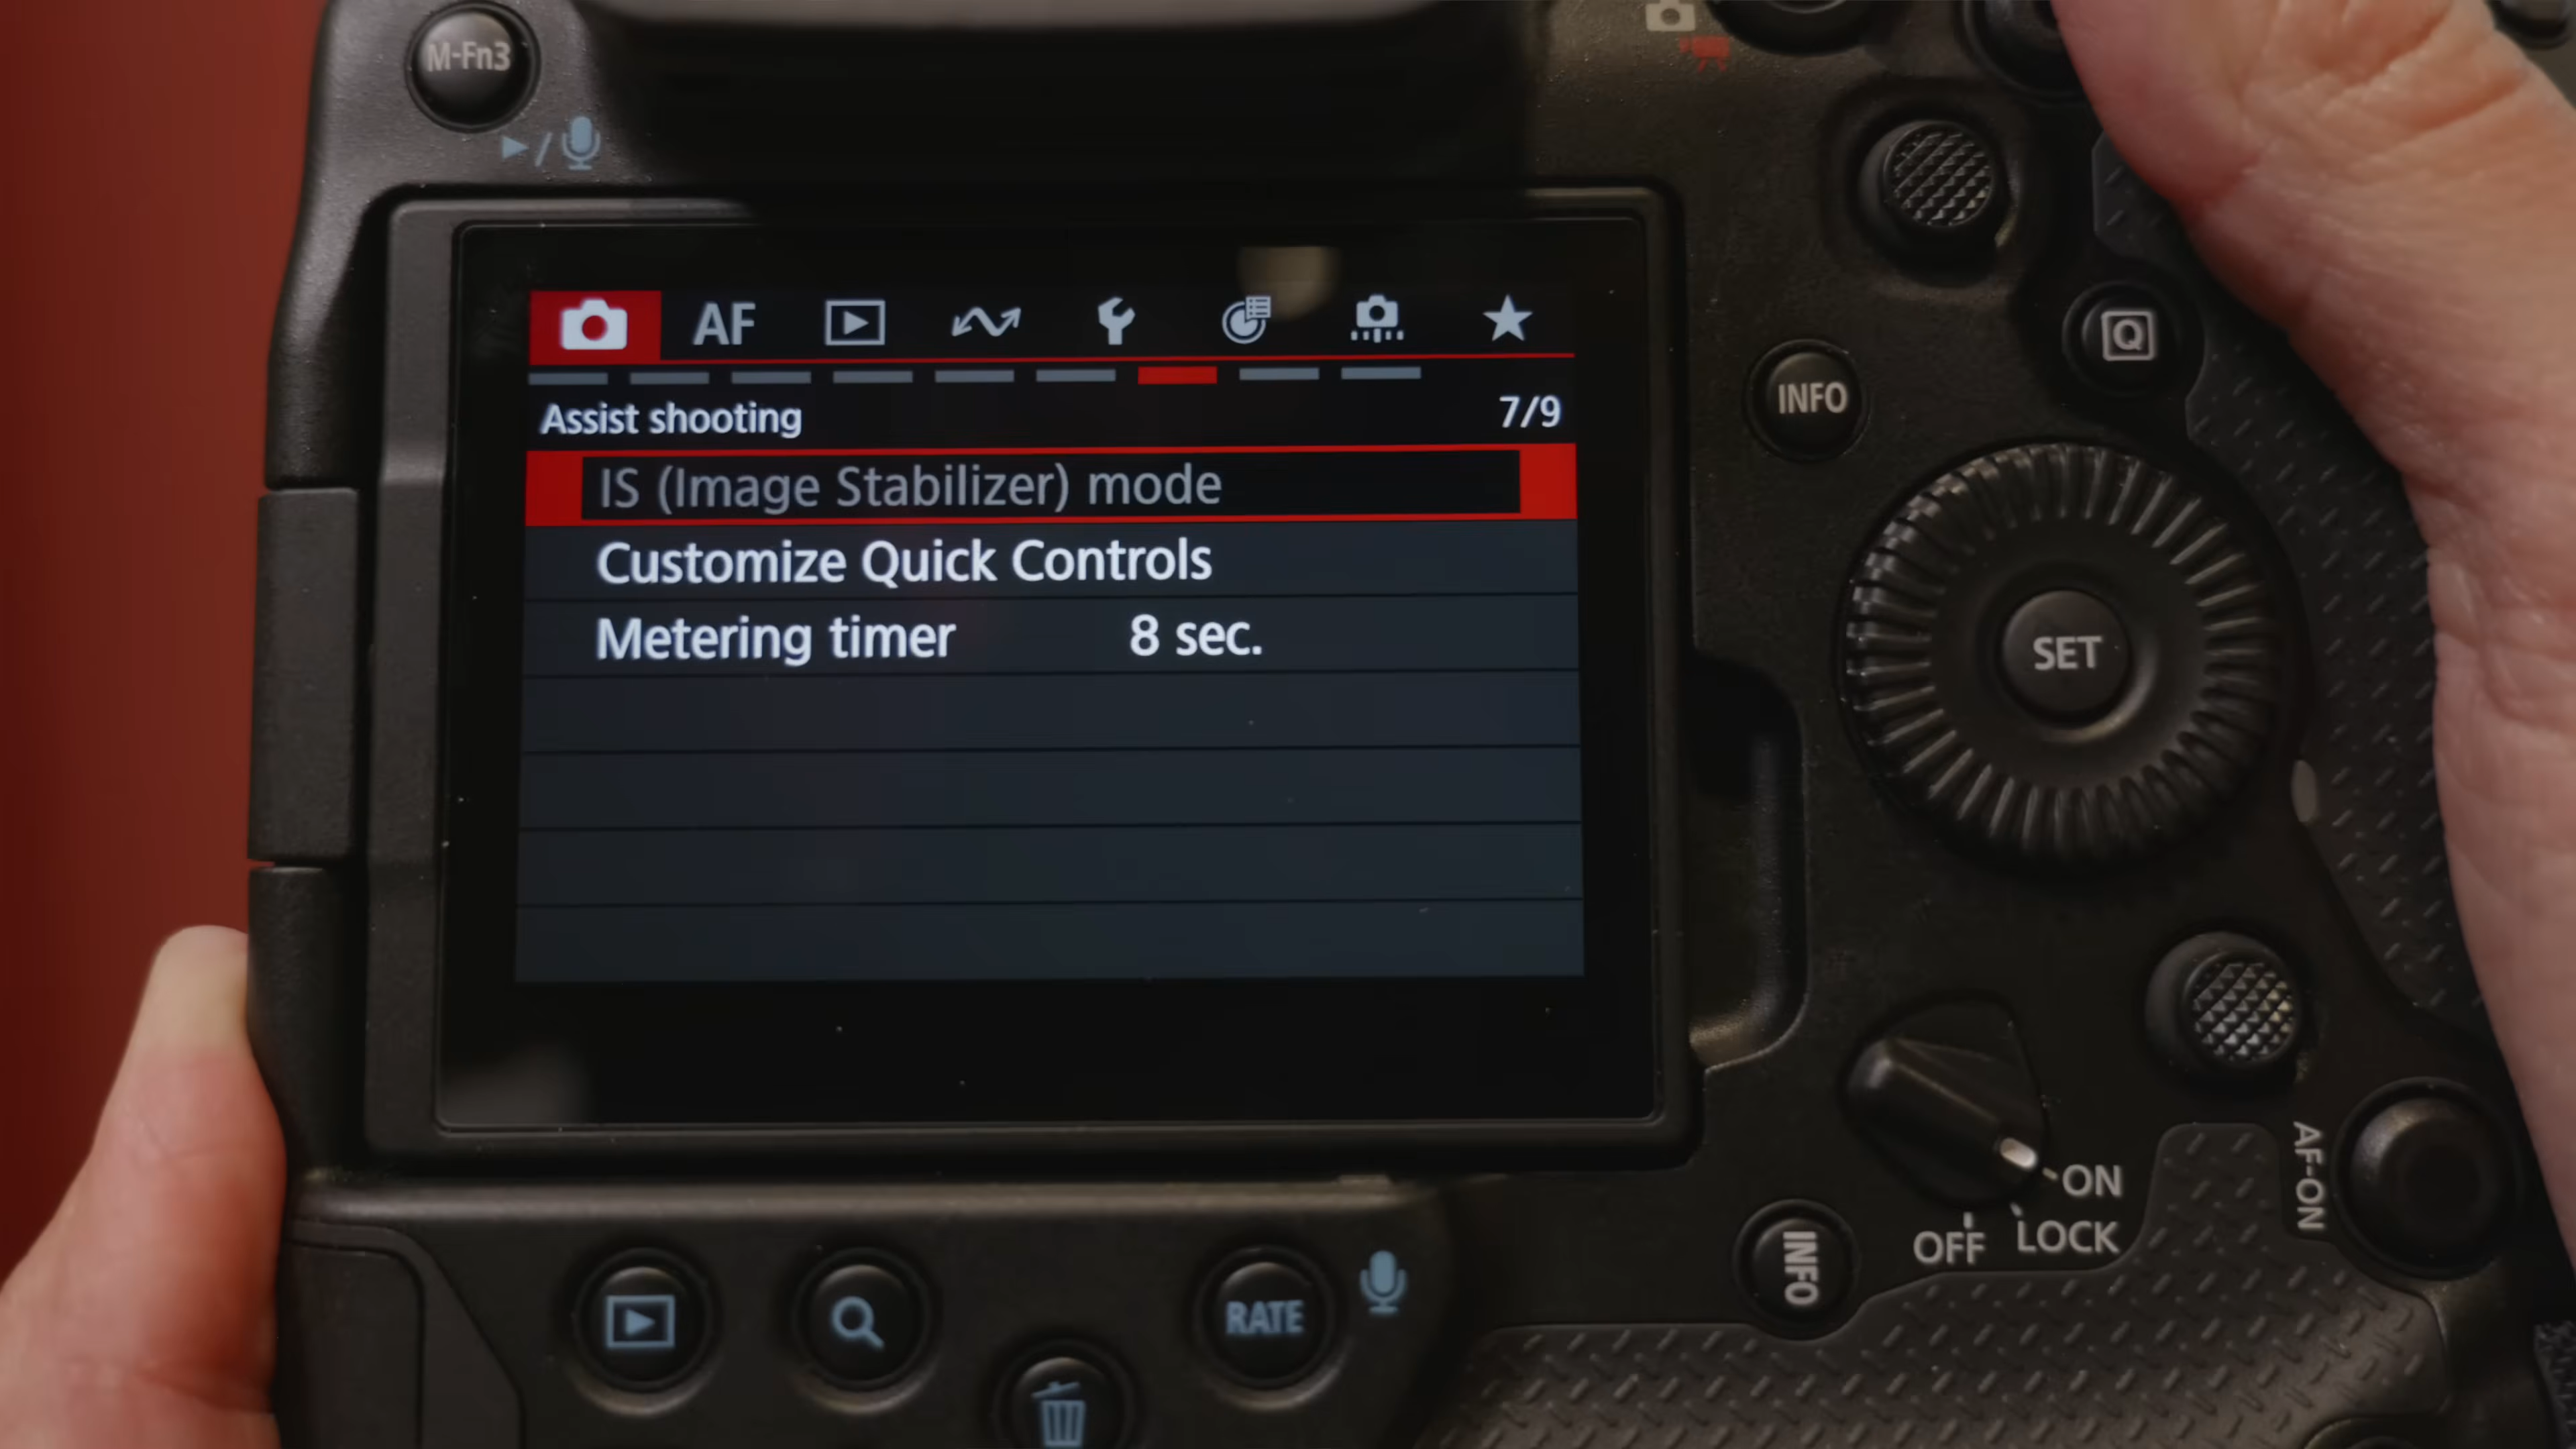 M-Fn3
AF
Assist shooting
7/9
IS (Image Stabilizer) mode
Customize Quick Controls
Metering timer 8 sec.
Q
INFO
SET
ON
LOCK
OFF
AF-ON
INFO
RATE